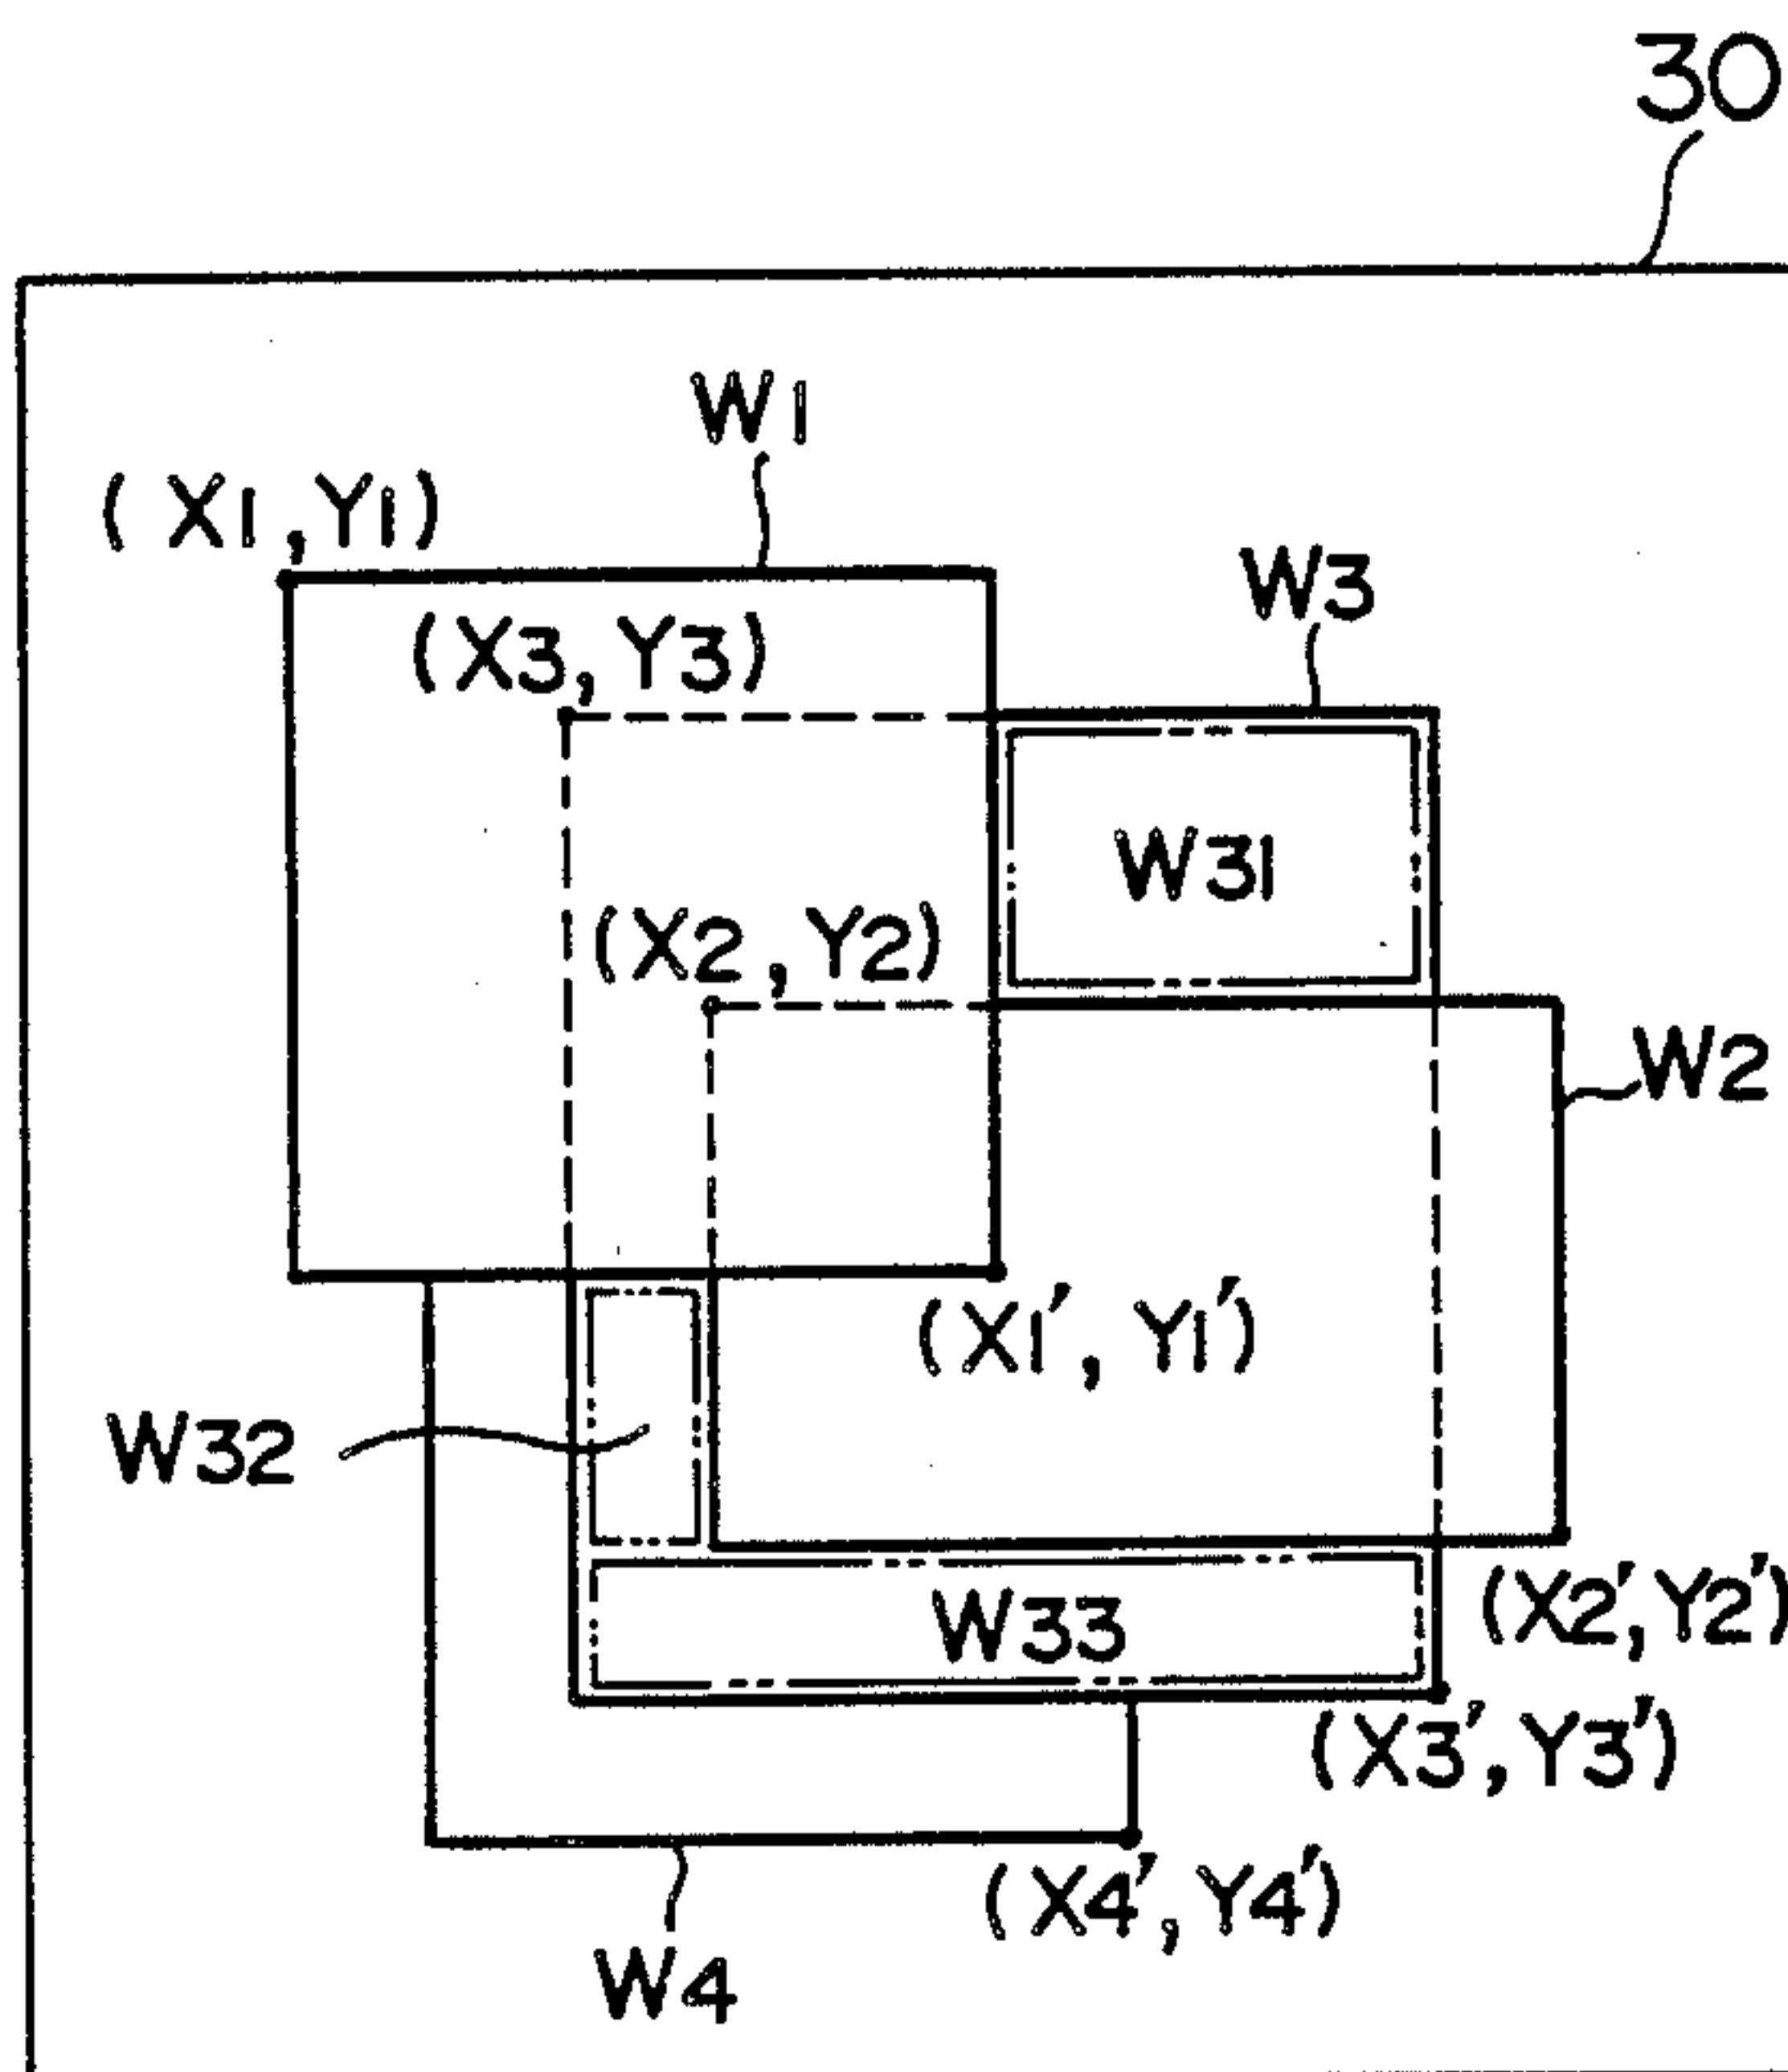 30
W1
(X1,Y1)
W3
(X3,Y3)
W31
(X2,Y2)
W2
(X1',Y1')
W32
(X2',Y2')
W33
(X3',Y3')
(X4',Y4')
W4